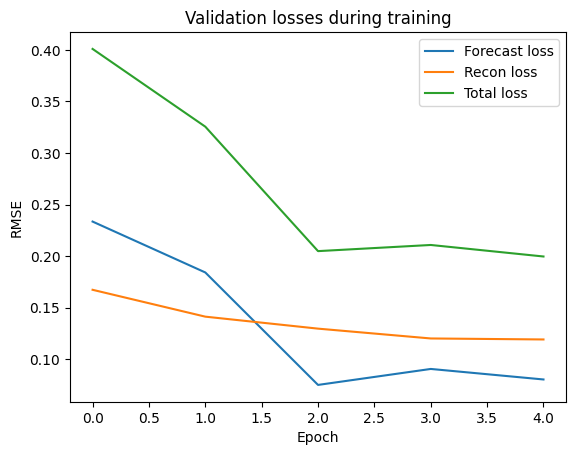 Validation losses during training
Forecast loss
Recon loss
Total loss
RMSE
0.40
0.35
0.30
0.25
0.20
0.15
0.10
0.0 0.5 1.0 1.5 2.0 2.5 3.0 3.5 4.0
Epoch